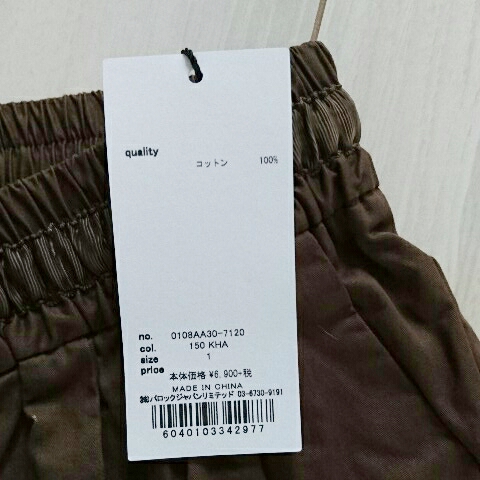 quality
コットン 100%
no. 0108AA30-7120
col. 150 KHA
size 1
price 本体価格 ¥6,900+税
MADE IN CHINA
㈱バロックジャパンリミテッド 03-6730-9191
6040103342977